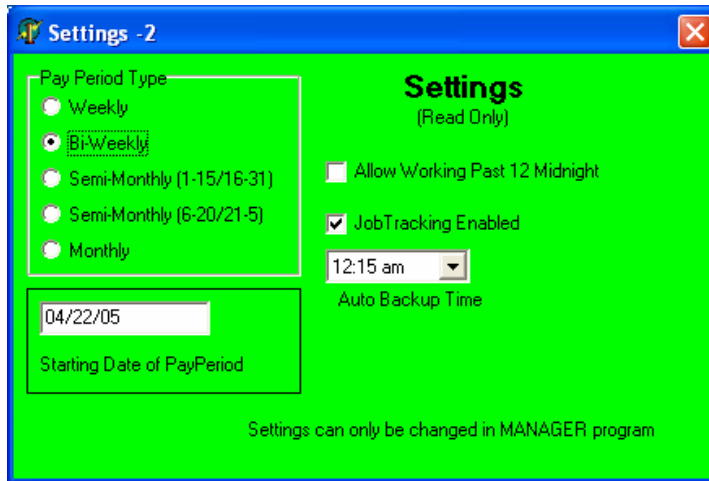 Settings -2
Pay Period Type
Weekly
Bi-Weekly
Semi-Monthly (1-15/16-31)
Semi-Monthly (6-20/21-5)
Monthly
04/22/05
Starting Date of PayPeriod
Settings
(Read Only)
Allow Working Past 12 Midnight
JobTracking Enabled
12:15 am
Auto Backup Time
Settings can only be changed in MANAGER program